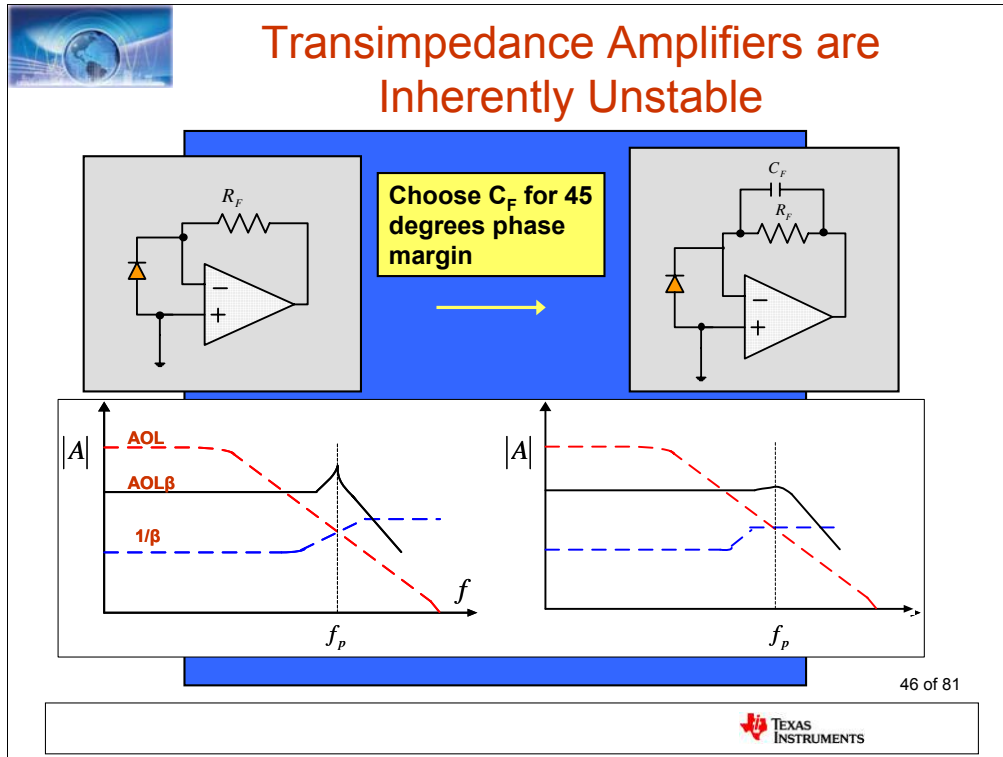 Transimpedance Amplifiers are
Inherently Unstable
R_F
−
+
Choose C_F for 45
degrees phase
margin
C_F
R_F
−
+
|A|
AOL
AOLβ
1/β
f
f_p
|A|
f_p
46 of 81
TEXAS
INSTRUMENTS